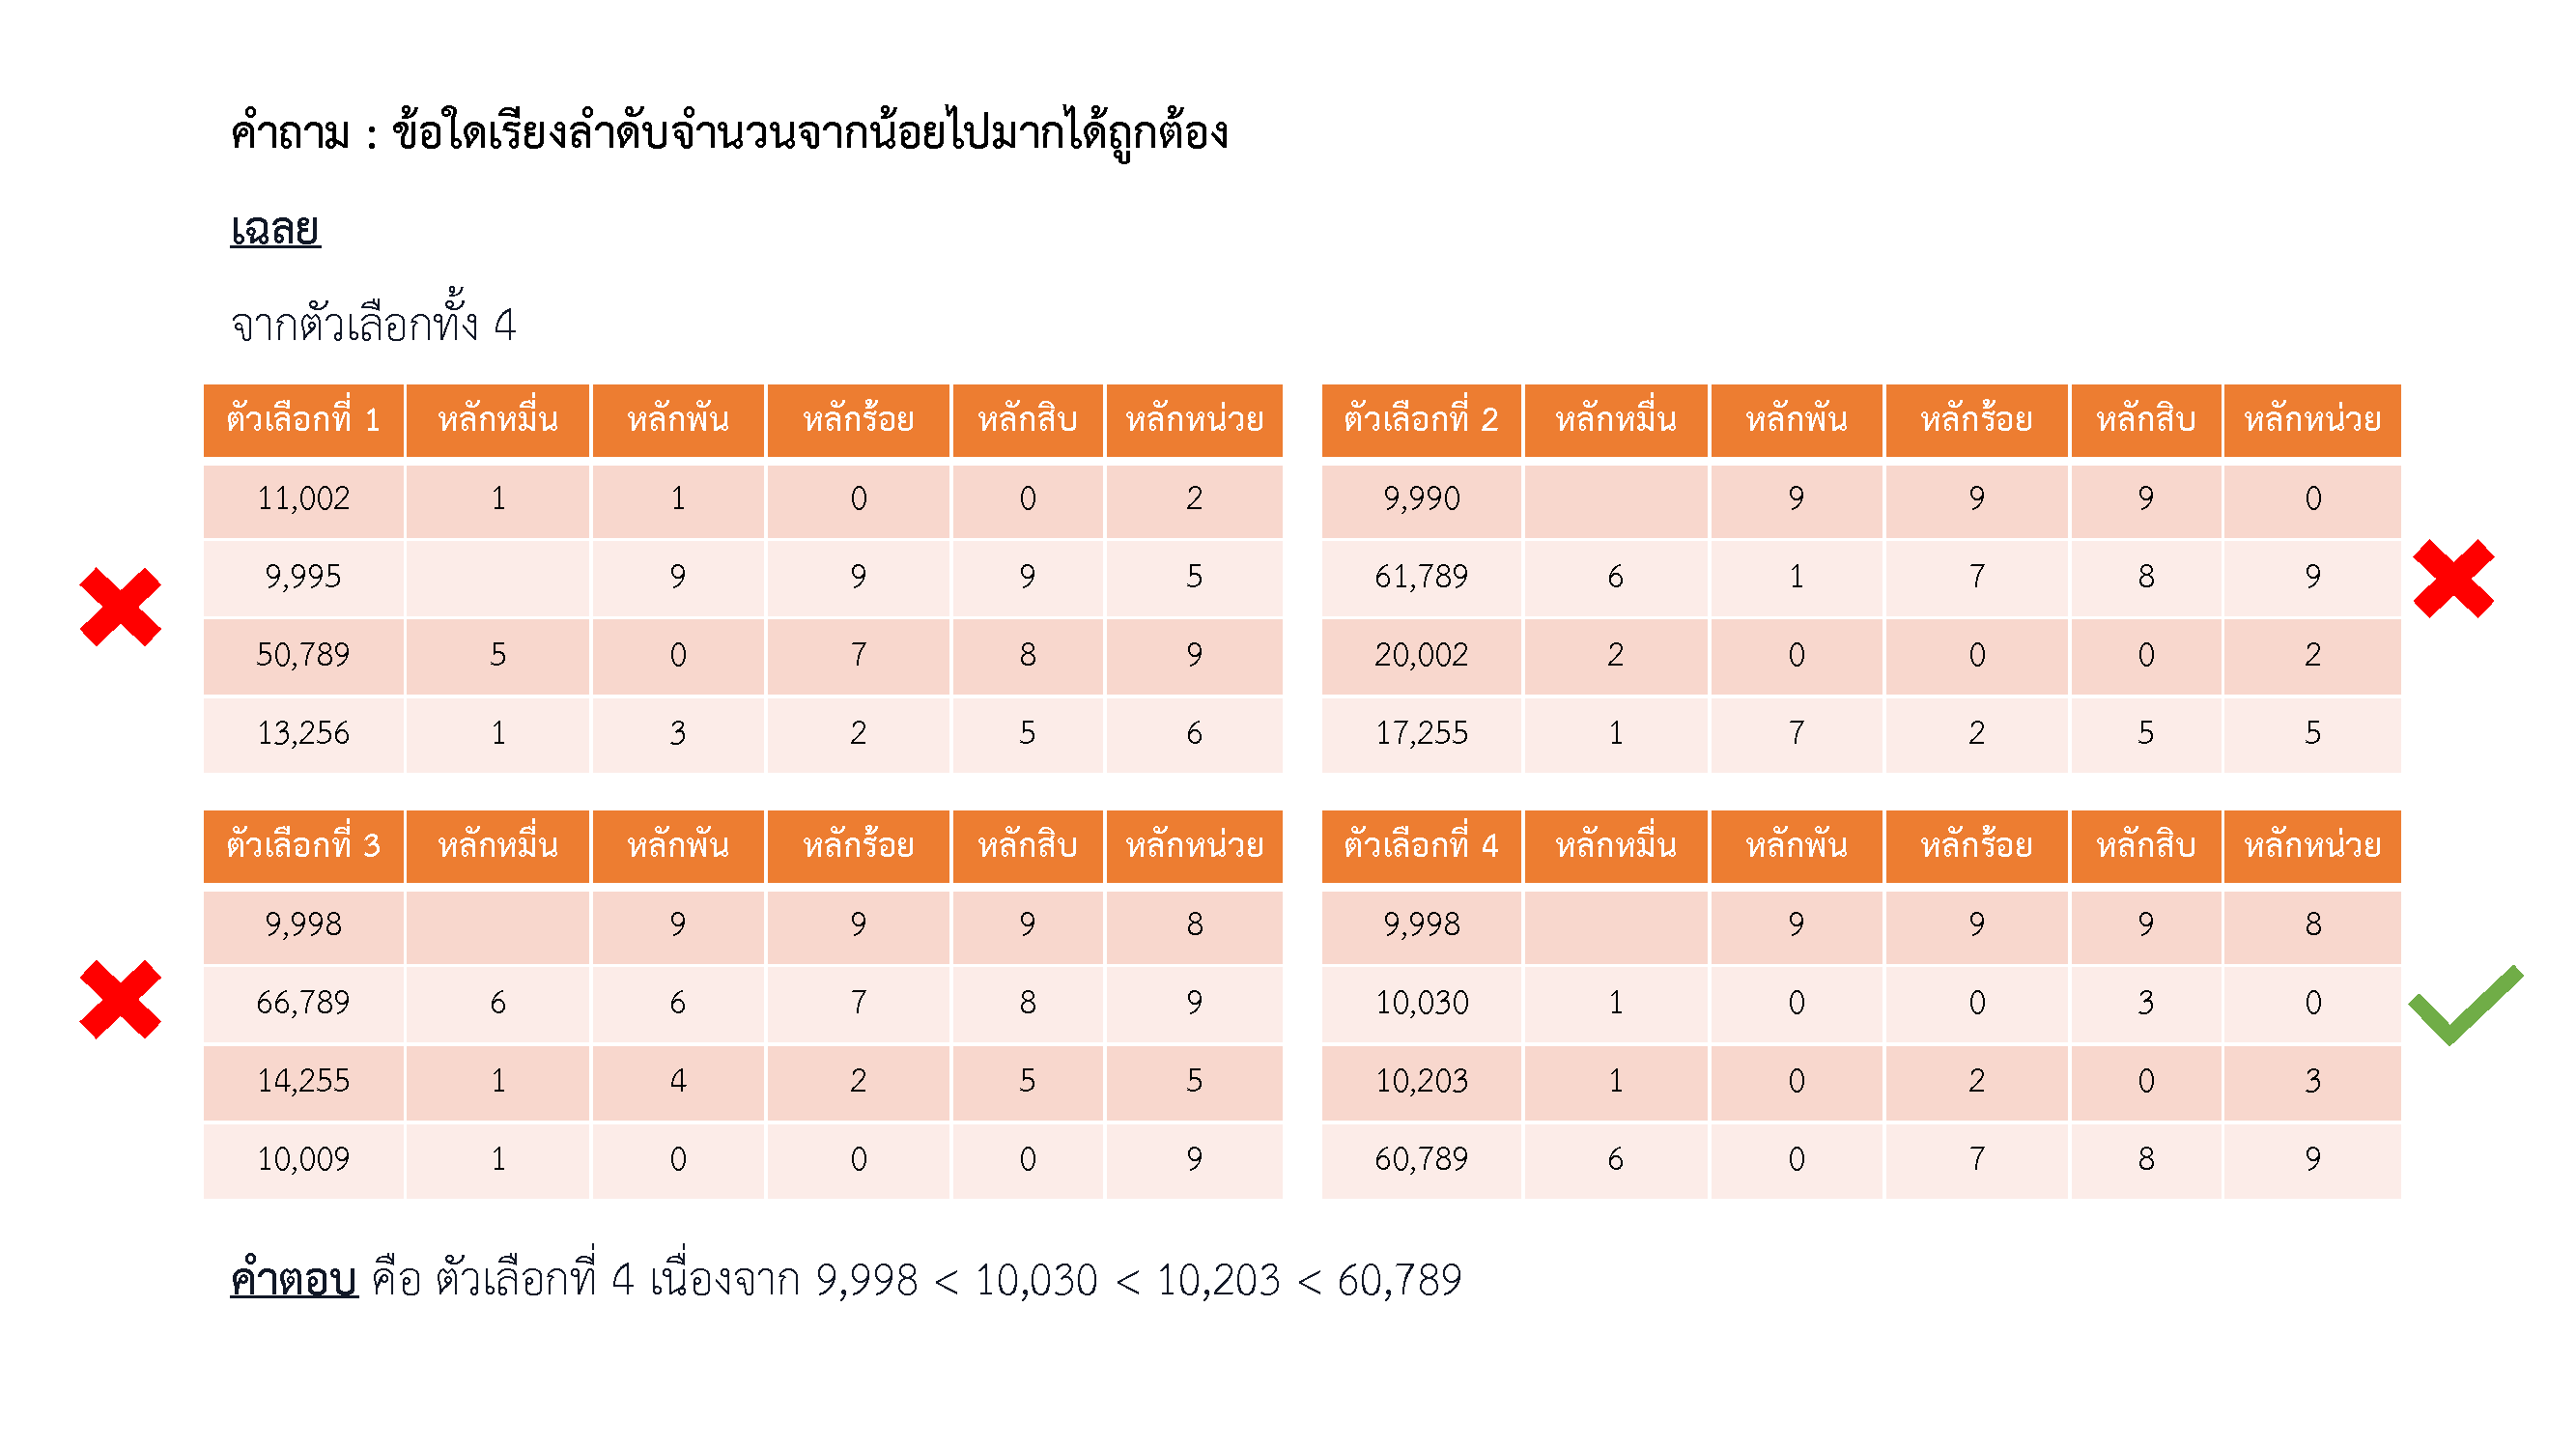 คำถาม : ข้อใดเรียงลำดับจำนวนจากน้อยไปมากได้ถูกต้อง
เฉลย
จากตัวเลือกทั้ง 4
ตัวเลือกที่ 1 หลักหมื่น หลักพัน หลักร้อย หลักสิบ หลักหน่วย
11,002 1 1 0 0 2
9,995 9 9 9 5
50,789 5 0 7 8 9
13,256 1 3 2 5 6
ตัวเลือกที่ 2 หลักหมื่น หลักพัน หลักร้อย หลักสิบ หลักหน่วย
9,990 9 9 9 0
61,789 6 1 7 8 9
20,002 2 0 0 0 2
17,255 1 7 2 5 5
ตัวเลือกที่ 3 หลักหมื่น หลักพัน หลักร้อย หลักสิบ หลักหน่วย
9,998 9 9 9 8
66,789 6 6 7 8 9
14,255 1 4 2 5 5
10,009 1 0 0 0 9
ตัวเลือกที่ 4 หลักหมื่น หลักพัน หลักร้อย หลักสิบ หลักหน่วย
9,998 9 9 9 8
10,030 1 0 0 3 0
10,203 1 0 2 0 3
60,789 6 0 7 8 9
คำตอบ คือ ตัวเลือกที่ 4 เนื่องจาก 9,998 < 10,030 < 10,203 < 60,789